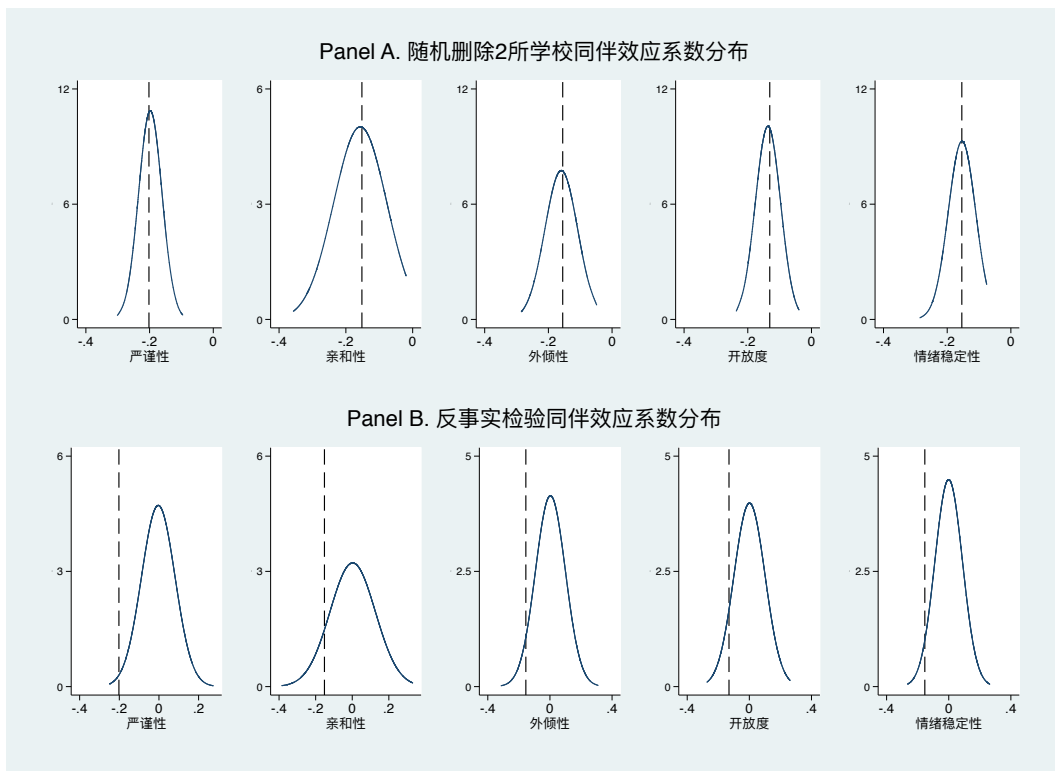 Panel A. 随机删除2所学校同伴效应系数分布
12 6 12 12 12
6 3 6 6 6
0 0 0 0 0
-.4 -.2 0 -.4 -.2 0 -.4 -.2 0 -.4 -.2 0 -.4 -.2 0
严谨性 亲和性 外倾性 开放度 情绪稳定性
Panel B. 反事实检验同伴效应系数分布
6 6 5 5 5
3 3 2.5 2.5 2.5
0 0 0 0 0
-.4 -.2 0 .2 -.4 -.2 0 .2 -.4 0 .4 -.4 0 .4 -.4 0 .4
严谨性 亲和性 外倾性 开放度 情绪稳定性